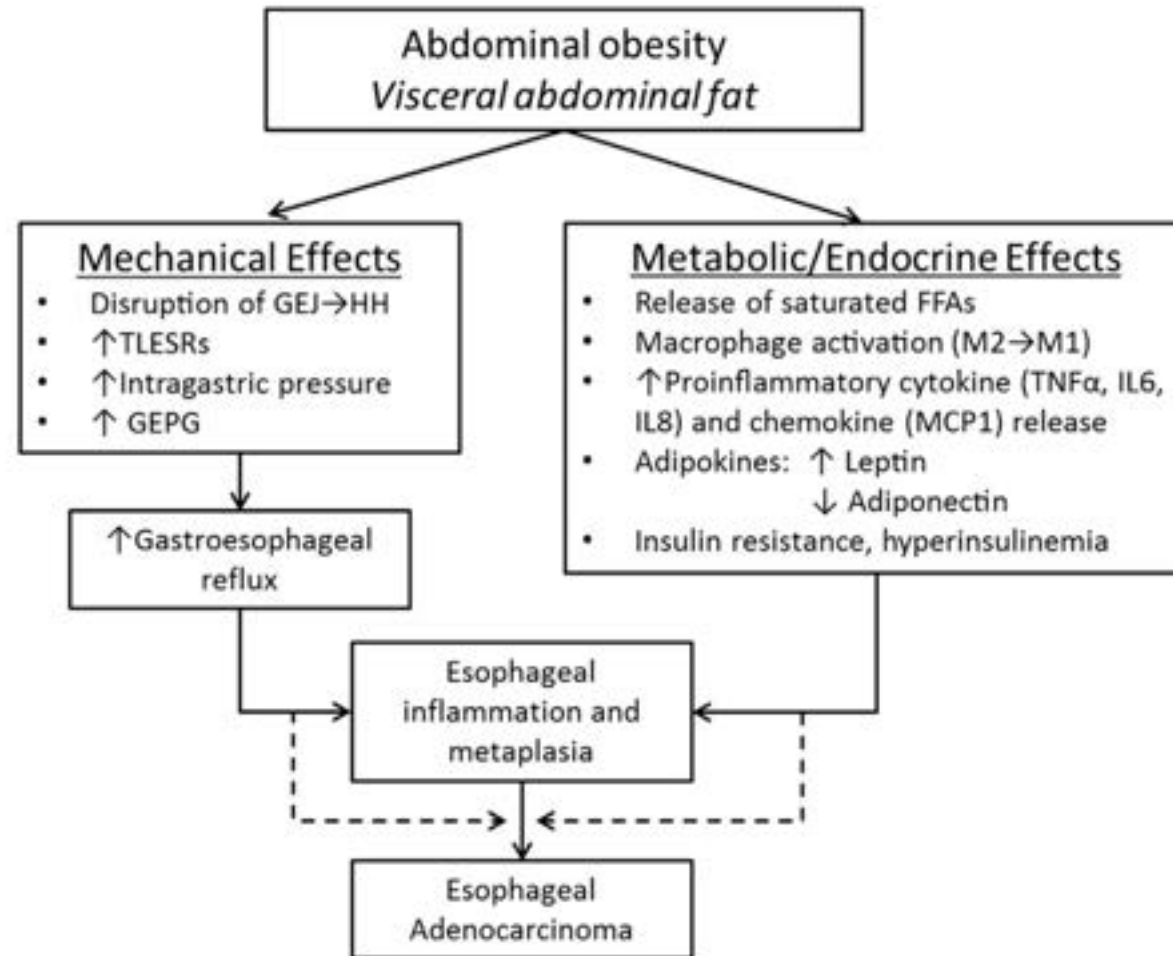 Abdominal obesity
Visceral abdominal fat
Mechanical Effects
• Disruption of GEJ→HH
• ↑TLESRs
• ↑Intragastric pressure
• ↑ GEPG
Metabolic/Endocrine Effects
• Release of saturated FFAs
• Macrophage activation (M2→M1)
• ↑Proinflammatory cytokine (TNFα, IL6,
IL8) and chemokine (MCP1) release
• Adipokines: ↑ Leptin
↓ Adiponectin
• Insulin resistance, hyperinsulinemia
↑Gastroesophageal
reflux
Esophageal
inflammation and
metaplasia
Esophageal
Adenocarcinoma